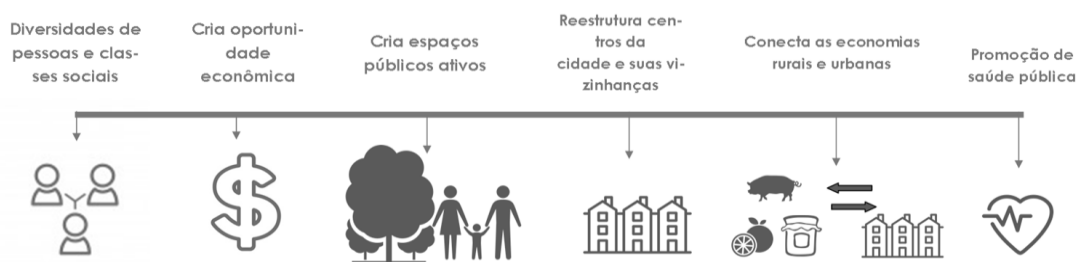 Diversidades de
pessoas e clas-
ses sociais
Cria oportuni-
dade
econômica
Cria espaços
públicos ativos
Reestrutura cen-
tros da
cidade e suas vi-
zinhanças
Conecta as economias
rurais e urbanas
Promoção de
saúde pública